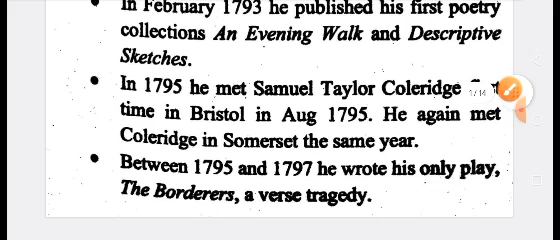 In February 1793 he published his first poetry
collections An Evening Walk and Descriptive
Sketches.
• In 1795 he met Samuel Taylor Coleridge
1/14
time in Bristol in Aug 1795. He again met
Coleridge in Somerset the same year.
• Between 1795 and 1797 he wrote his only play,
The Borderers, a verse tragedy.